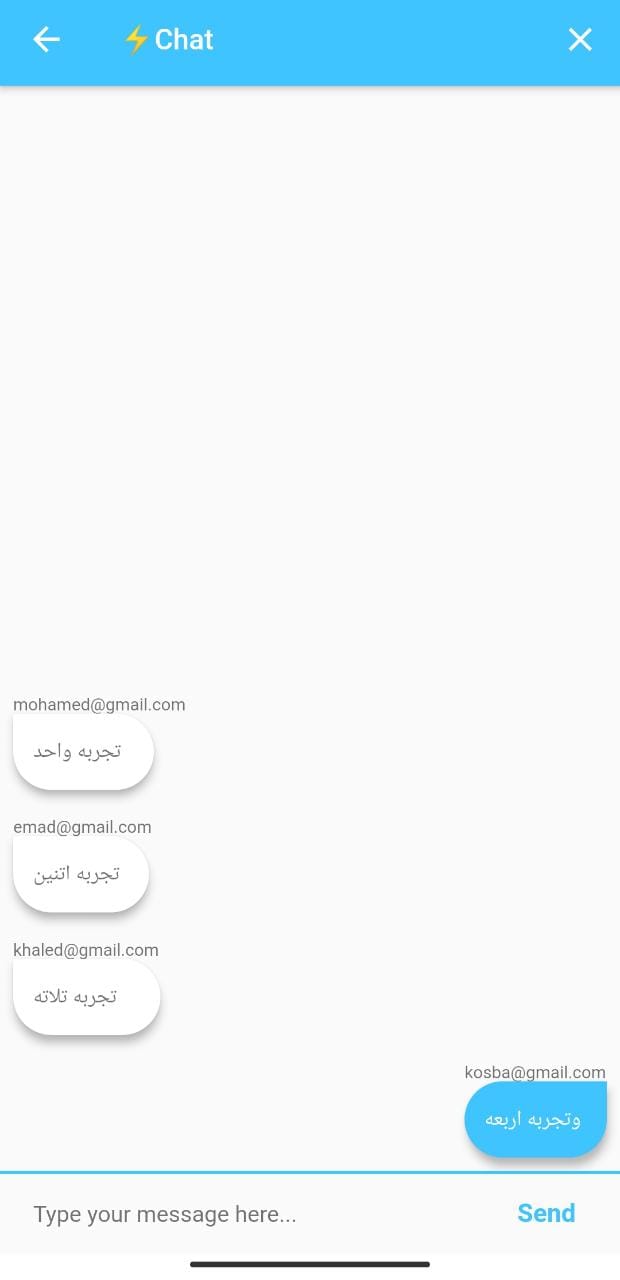 ⚡Chat
mohamed@gmail.com
تجربه واحد
emad@gmail.com
تجربه اتنين
khaled@gmail.com
تجربه تلاته
kosba@gmail.com
وتجربه اربعه
Type your message here...
Send